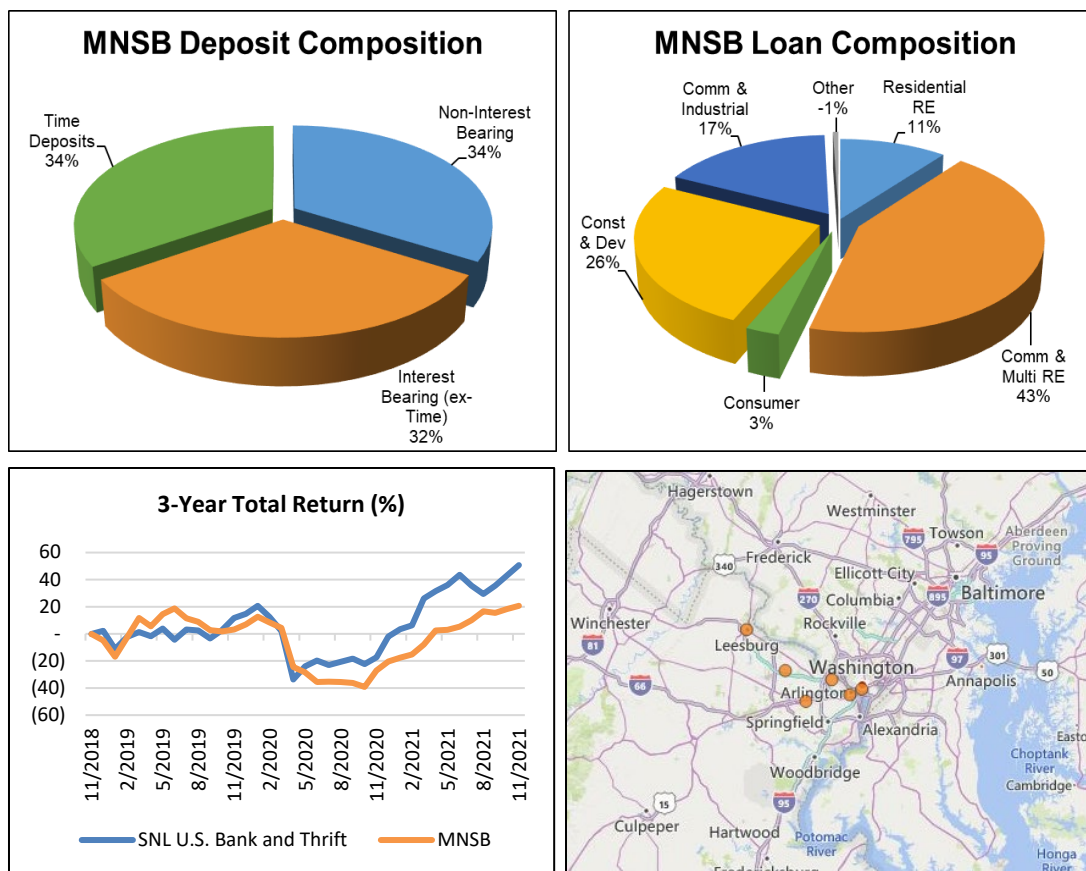 MNSB Deposit Composition
Time
Deposits
34%
Non-Interest
Bearing
34%
Interest
Bearing (ex-
Time)
32%
MNSB Loan Composition
Comm &
Industrial
17%
Other
-1%
Residential
RE
11%
Const
& Dev
26%
Consumer
3%
Comm &
Multi RE
43%
3-Year Total Return (%)
60
40
20
-
(20)
(40)
(60)
11/2018
2/2019
5/2019
8/2019
11/2019
2/2020
5/2020
8/2020
11/2020
2/2021
5/2021
8/2021
11/2021
SNL U.S. Bank and Thrift
MNSB
Hagerstown
Westminster
795
Towson
95
Aberdeen
Proving
Ground
Frederick
340
Ellicott City
895
270
Columbia
Baltimore
Winchester
81
Leesburg
Rockville
Washington
97
301
50
Annapolis
66
Arlington
Springfield
Alexandria
Easto
Choptank
River
Cambridge
Woodbridge
95
15
Culpeper
Hartwood
Potomac
River
Honga
River
Fredericksburg